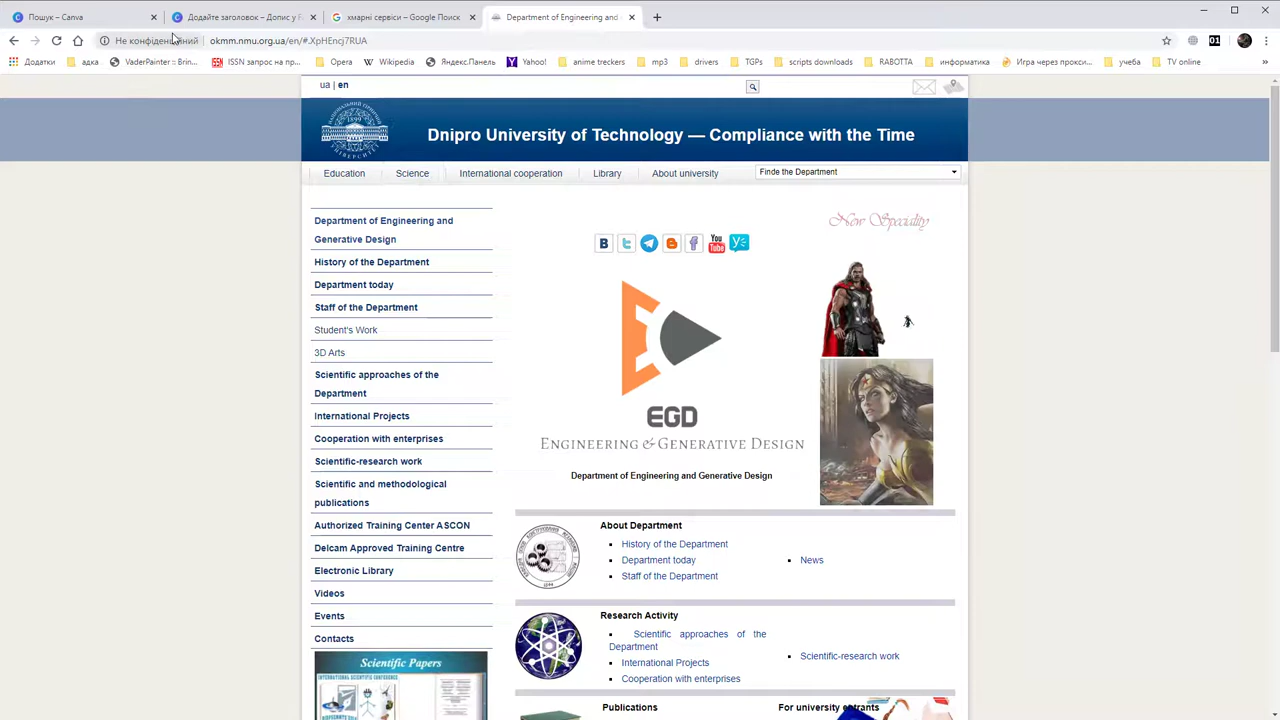 Пошук – Canva
Додайте заголовок – Допис у F
хмарні сервіси – Google Поиск
Department of Engineering and
Не конфіденційний
okmm.nmu.org.ua/en/#.XpHEncj7RUA
01
Додатки
адка
VaderPainter :: Brin...
ISSN запрос на пр...
Opera
Wikipedia
Яндекс.Панель
Yahoo!
anime treckers
mp3
drivers
TGPs
scripts downloads
RABOTTA
информатика
Игра через прокси...
учеба
TV online
ua | en
Dnipro University of Technology — Compliance with the Time
Education
Science
International cooperation
Library
About university
Finde the Department
Department of Engineering and
Generative Design
History of the Department
Department today
Staff of the Department
Student's Work
3D Arts
Scientific approaches of the
Department
International Projects
Cooperation with enterprises
Scientific-research work
Scientific and methodological
publications
Authorized Training Center ASCON
Delcam Approved Training Centre
Electronic Library
Videos
Events
Contacts
Scientific Papers
New Speciality
You
Tube
EGD
ENGINEERING & GENERATIVE DESIGN
Department of Engineering and Generative Design
About Department
History of the Department
Department today
News
Staff of the Department
Research Activity
Scientific approaches of the
Department
Scientific-research work
International Projects
Cooperation with enterprises
Publications
For university entrants